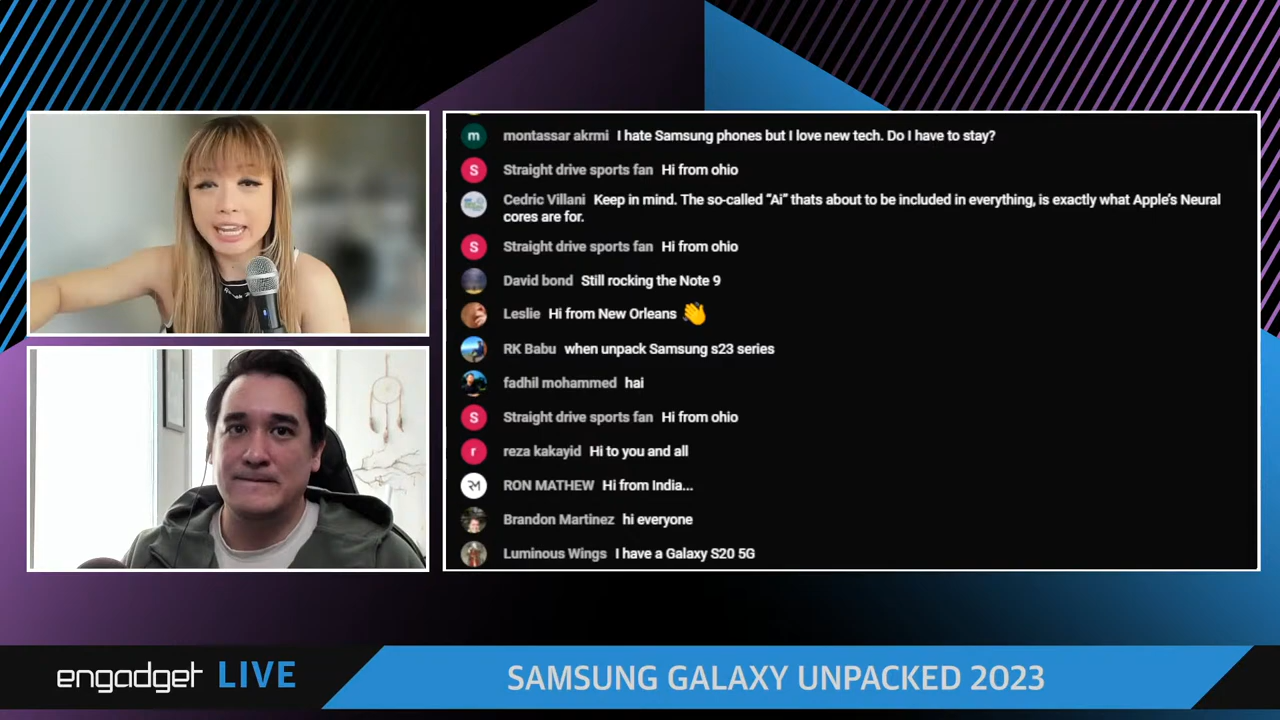 m montassar akrmi I hate Samsung phones but I love new tech. Do I have to stay?
S Straight drive sports fan Hi from ohio
Cedric Villani Keep in mind. The so-called “Ai” thats about to be included in everything, is exactly what Apple’s Neural
cores are for.
S Straight drive sports fan Hi from ohio
David bond Still rocking the Note 9
Leslie Hi from New Orleans 👋
RK Babu when unpack Samsung s23 series
fadhil mohammed hai
S Straight drive sports fan Hi from ohio
r reza kakayid Hi to you and all
RM RON MATHEW Hi from India...
Brandon Martinez hi everyone
Luminous Wings I have a Galaxy S20 5G
engadget LIVE
SAMSUNG GALAXY UNPACKED 2023